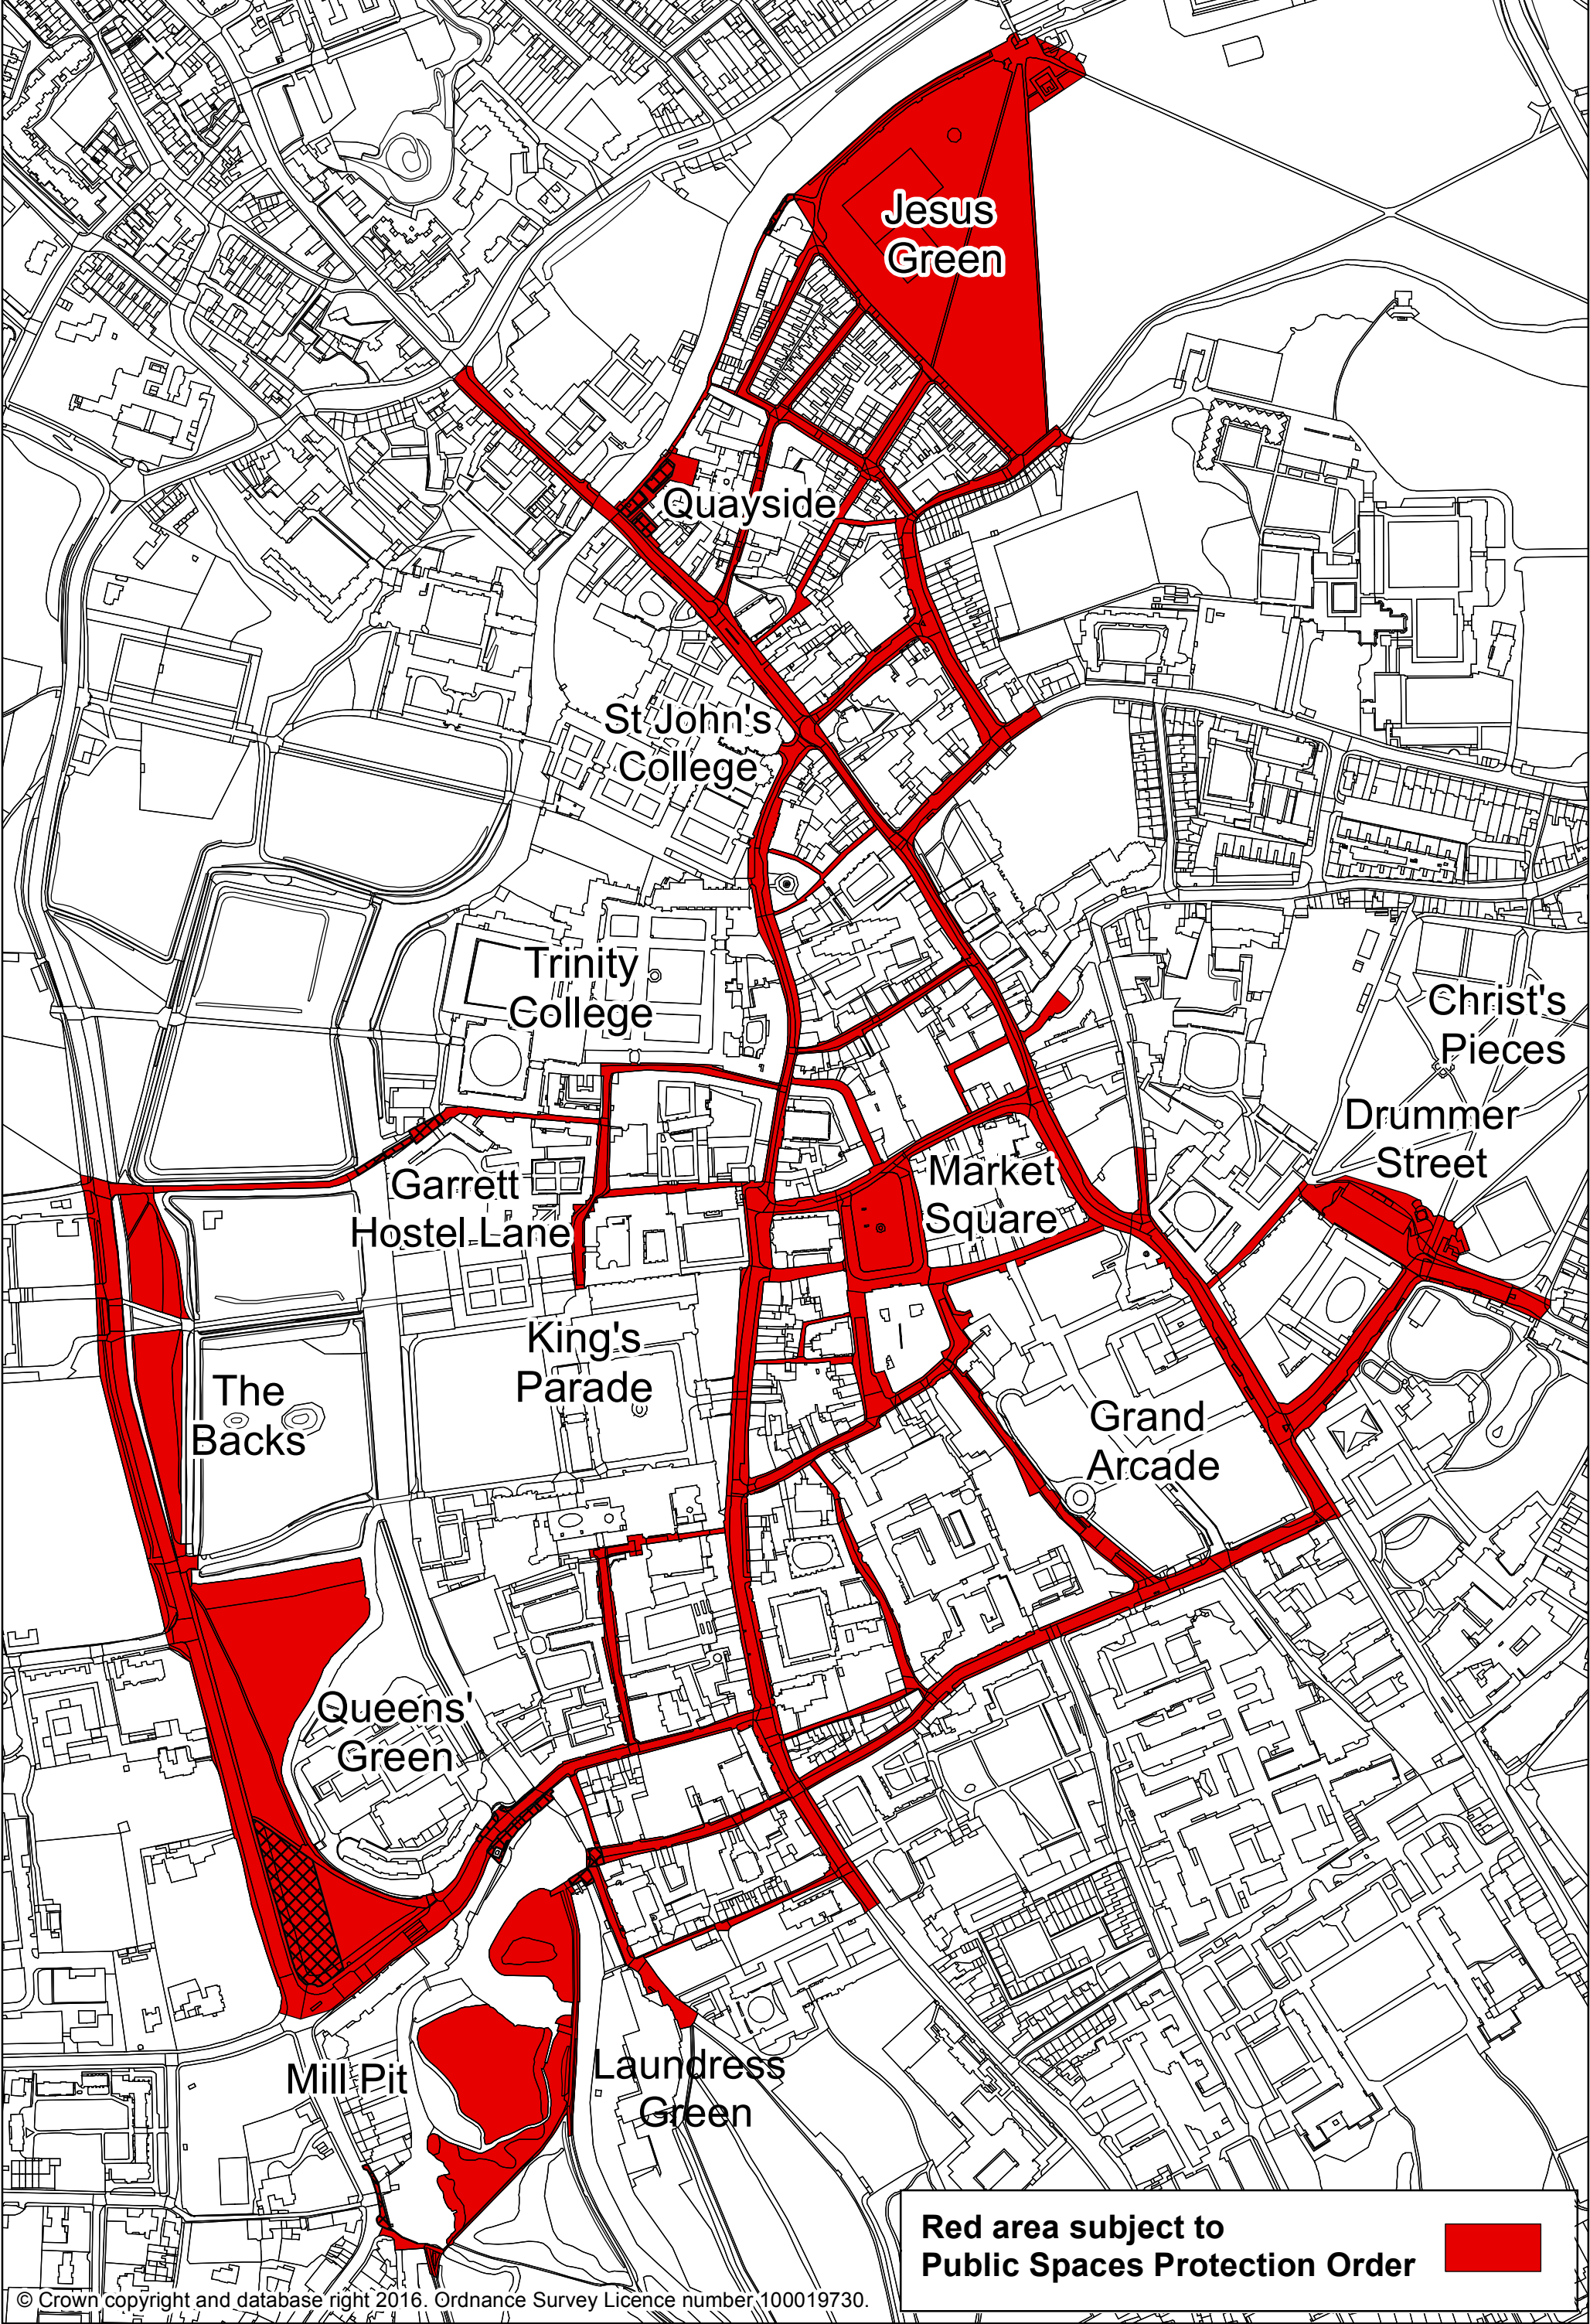 Jesus
Green
Quayside
St John's
College
Trinity
College
Christ's
Pieces
Drummer
Street
Market
Square
Garrett
Hostel Lane
King's
Parade
The
Backs
Grand
Arcade
Queens'
Green
Mill Pit
Laundress
Green
Red area subject to
Public Spaces Protection Order
© Crown copyright and database right 2016. Ordnance Survey Licence number 100019730.